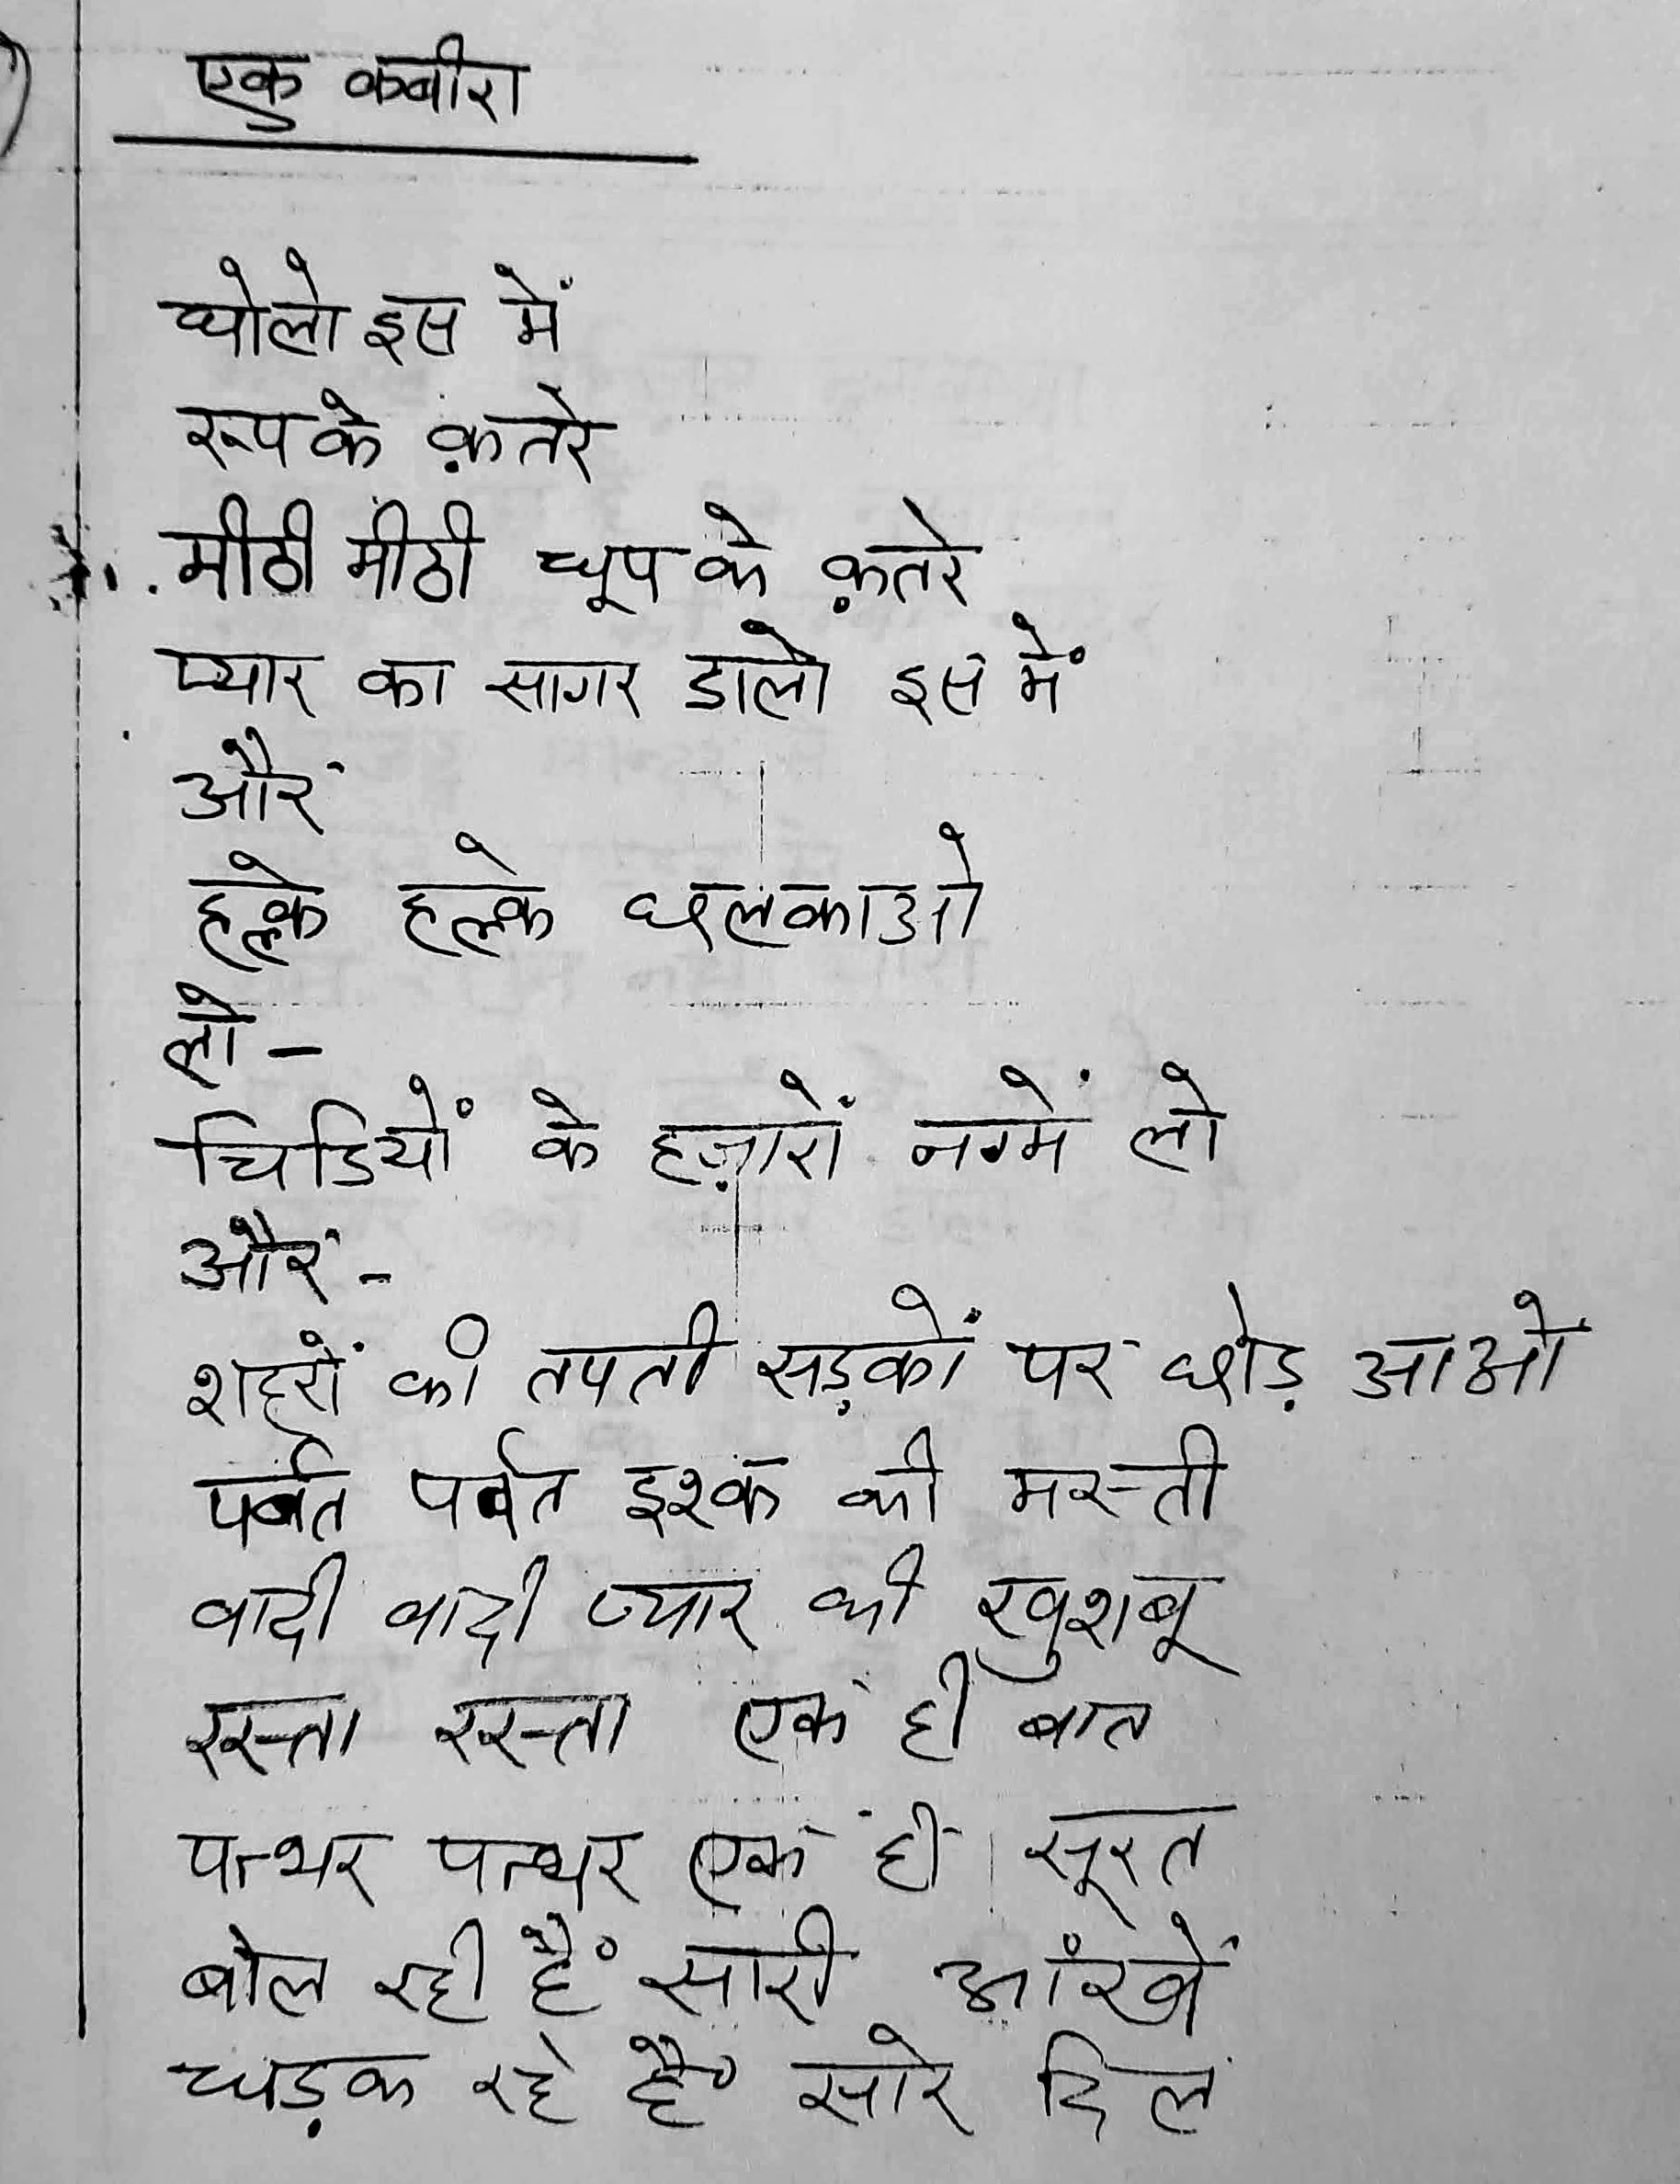 एक कबीरा
घोलो इस में
रूप के क़तरे
मीठी मीठी धूप के क़तरे
प्यार का सागर डालो इस में
और
हल्के हल्के छलकाओ
लो -
चिडियों के हज़ारों नग्में लो
और -
शहरों की तपती सड़कों पर छोड़ आओ
पर्वत पर्वत इश्क की मस्ती
वादी वादी प्यार की खुशबू
रस्ता रस्ता एक ही बात
पत्थर पत्थर एक ही सूरत
बोल रही हैं सारी आंखें
धड़क रहे हैं सारे दिल